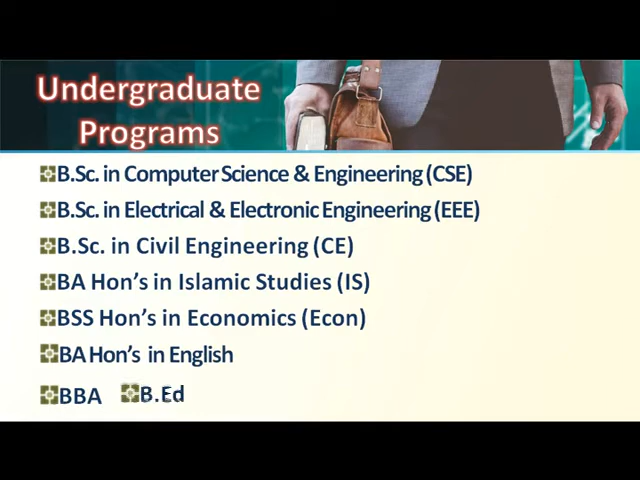 Undergraduate
Programs
B.Sc. in Computer Science & Engineering (CSE)
B.Sc. in Electrical & Electronic Engineering (EEE)
B.Sc. in Civil Engineering (CE)
BA Hon’s in Islamic Studies (IS)
BSS Hon’s in Economics (Econ)
BA Hon’s in English
BBA B.Ed